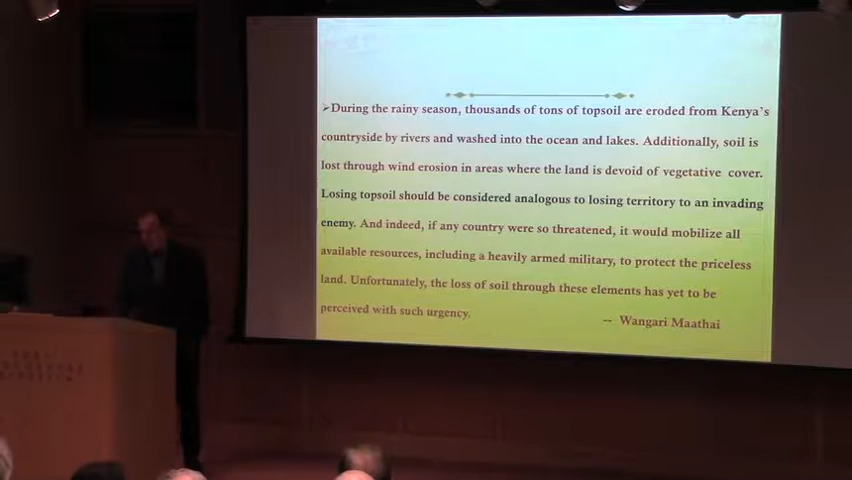 ➢During the rainy season, thousands of tons of topsoil are eroded from Kenya's
countryside by rivers and washed into the ocean and lakes. Additionally, soil is
lost through wind erosion in areas where the land is devoid of vegetative cover.
Losing topsoil should be considered analogous to losing territory to an invading
enemy. And indeed, if any country were so threatened, it would mobilize all
available resources, including a heavily armed military, to protect the priceless
land. Unfortunately, the loss of soil through these elements has yet to be
perceived with such urgency. -- Wangari Maathai